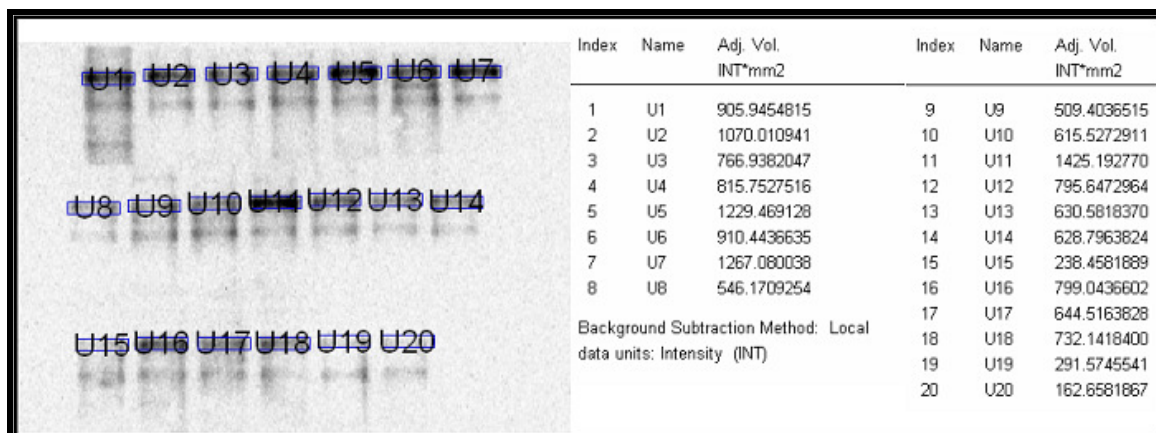 U1 U2 U3 U4 U5 U6 U7
U8 U9 U10 U11 U12 U13 U14
U15 U16 U17 U18 U19 U20
Index Name Adj. Vol.
INT*mm2
1 U1 905.9454815
2 U2 1070.010941
3 U3 766.9382047
4 U4 815.7527516
5 U5 1229.469128
6 U6 910.4436635
7 U7 1267.080038
8 U8 546.1709254
Background Subtraction Method: Local
data units: Intensity (INT)
Index Name Adj. Vol.
INT*mm2
9 U9 509.4036515
10 U10 615.5272911
11 U11 1425.192770
12 U12 795.6472964
13 U13 630.5818370
14 U14 628.7963824
15 U15 238.4581889
16 U16 799.0436602
17 U17 644.5163828
18 U18 732.1418400
19 U19 291.5745541
20 U20 162.6581867